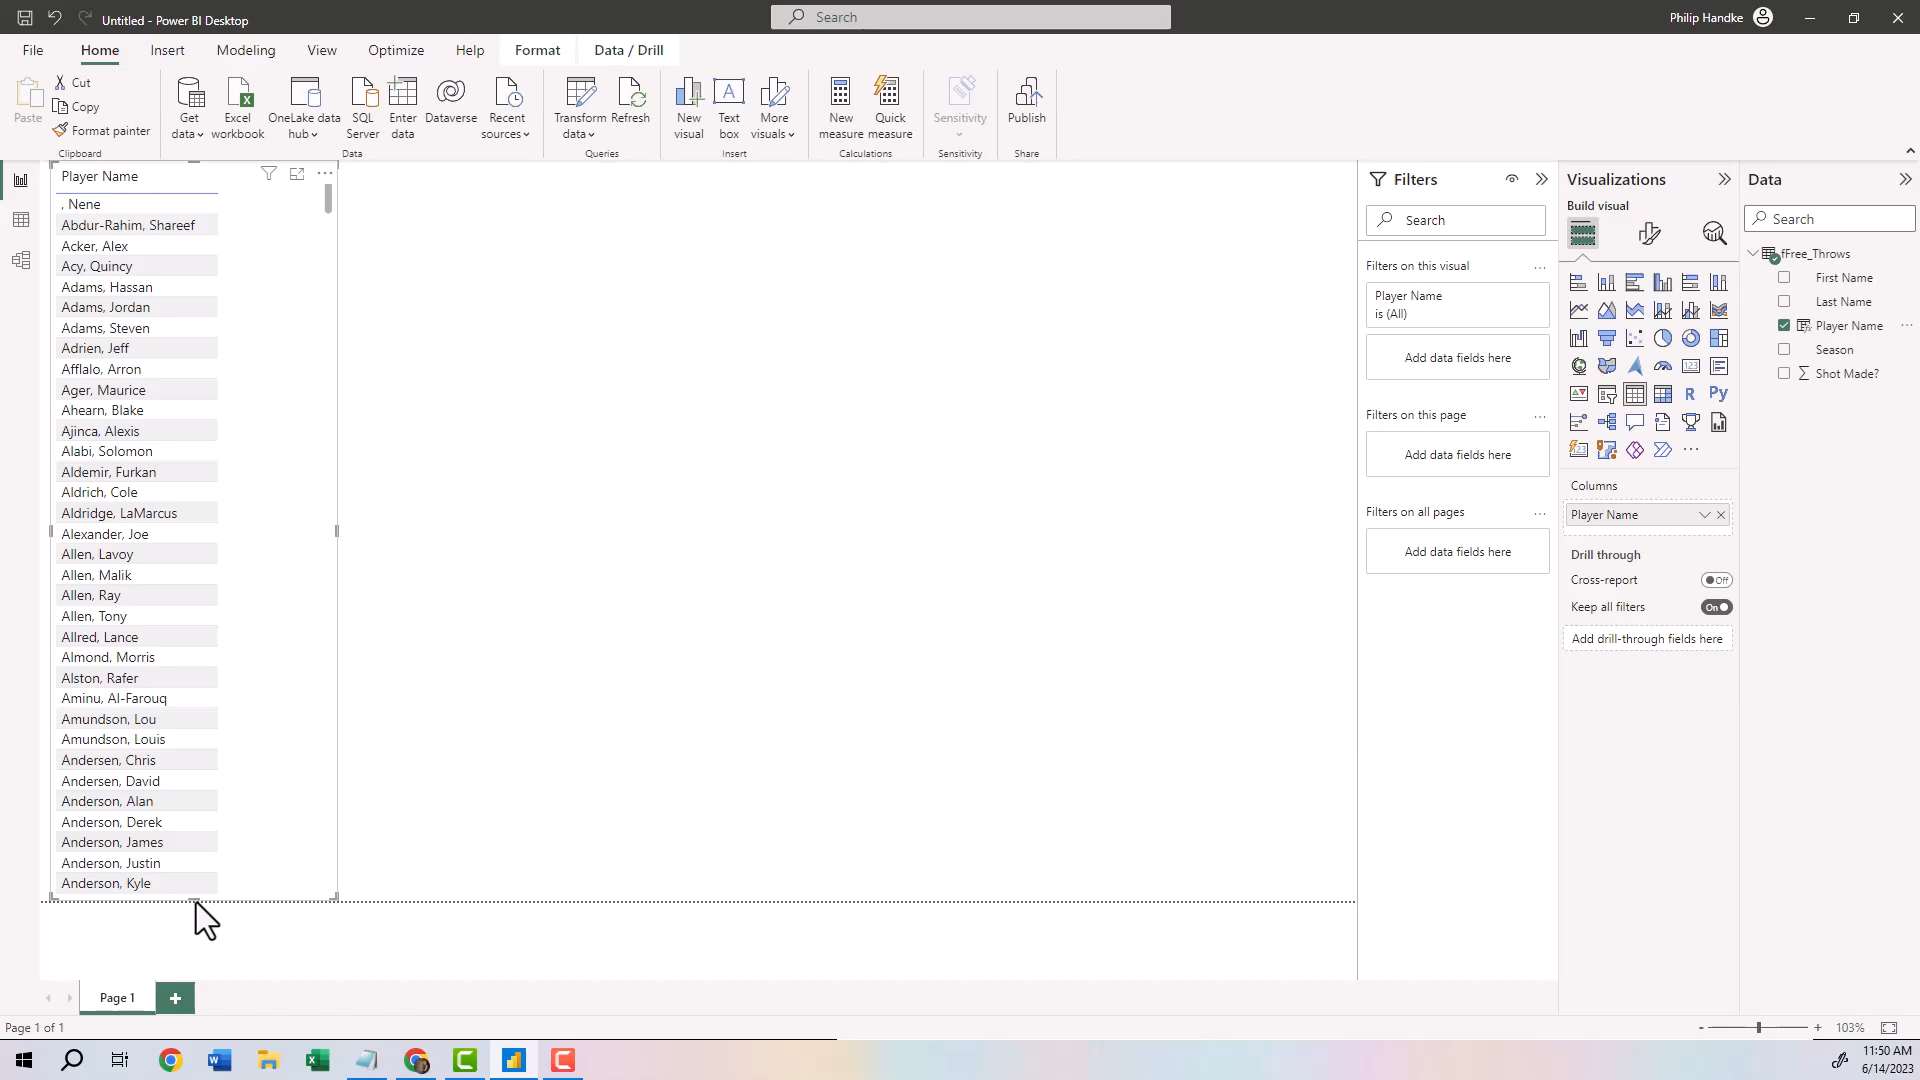 Untitled - Power BI Desktop
Search
Philip Handke
File
Home
Insert
Modeling
View
Optimize
Help
Format
Data / Drill
Paste
Cut
Copy
Format painter
Clipboard
Get data
Excel workbook
OneLake data hub
SQL Server
Enter data
Dataverse
Recent sources
Data
Transform data
Refresh
Queries
New visual
Text box
More visuals
Insert
New measure
Quick measure
Calculations
Sensitivity
Sensitivity
Publish
Share
Player Name
, Nene
Abdur-Rahim, Shareef
Acker, Alex
Acy, Quincy
Adams, Hassan
Adams, Jordan
Adams, Steven
Adrien, Jeff
Afflalo, Arron
Ager, Maurice
Ahearn, Blake
Ajinca, Alexis
Alabi, Solomon
Aldemir, Furkan
Aldrich, Cole
Aldridge, LaMarcus
Alexander, Joe
Allen, Lavoy
Allen, Malik
Allen, Ray
Allen, Tony
Allred, Lance
Almond, Morris
Alston, Rafer
Aminu, Al-Farouq
Amundson, Lou
Amundson, Louis
Andersen, Chris
Andersen, David
Anderson, Alan
Anderson, Derek
Anderson, James
Anderson, Justin
Anderson, Kyle
Filters
Search
Filters on this visual
Player Name
is (All)
Add data fields here
Filters on this page
Add data fields here
Filters on all pages
Add data fields here
Visualizations
Build visual
123
R
Py
123
Columns
Player Name
Drill through
Cross-report
Off
Keep all filters
On
Add drill-through fields here
Data
Search
fFree_Throws
First Name
Last Name
Player Name
Season
Shot Made?
Page 1
Page 1 of 1
- + 103%
11:50 AM
6/14/2023